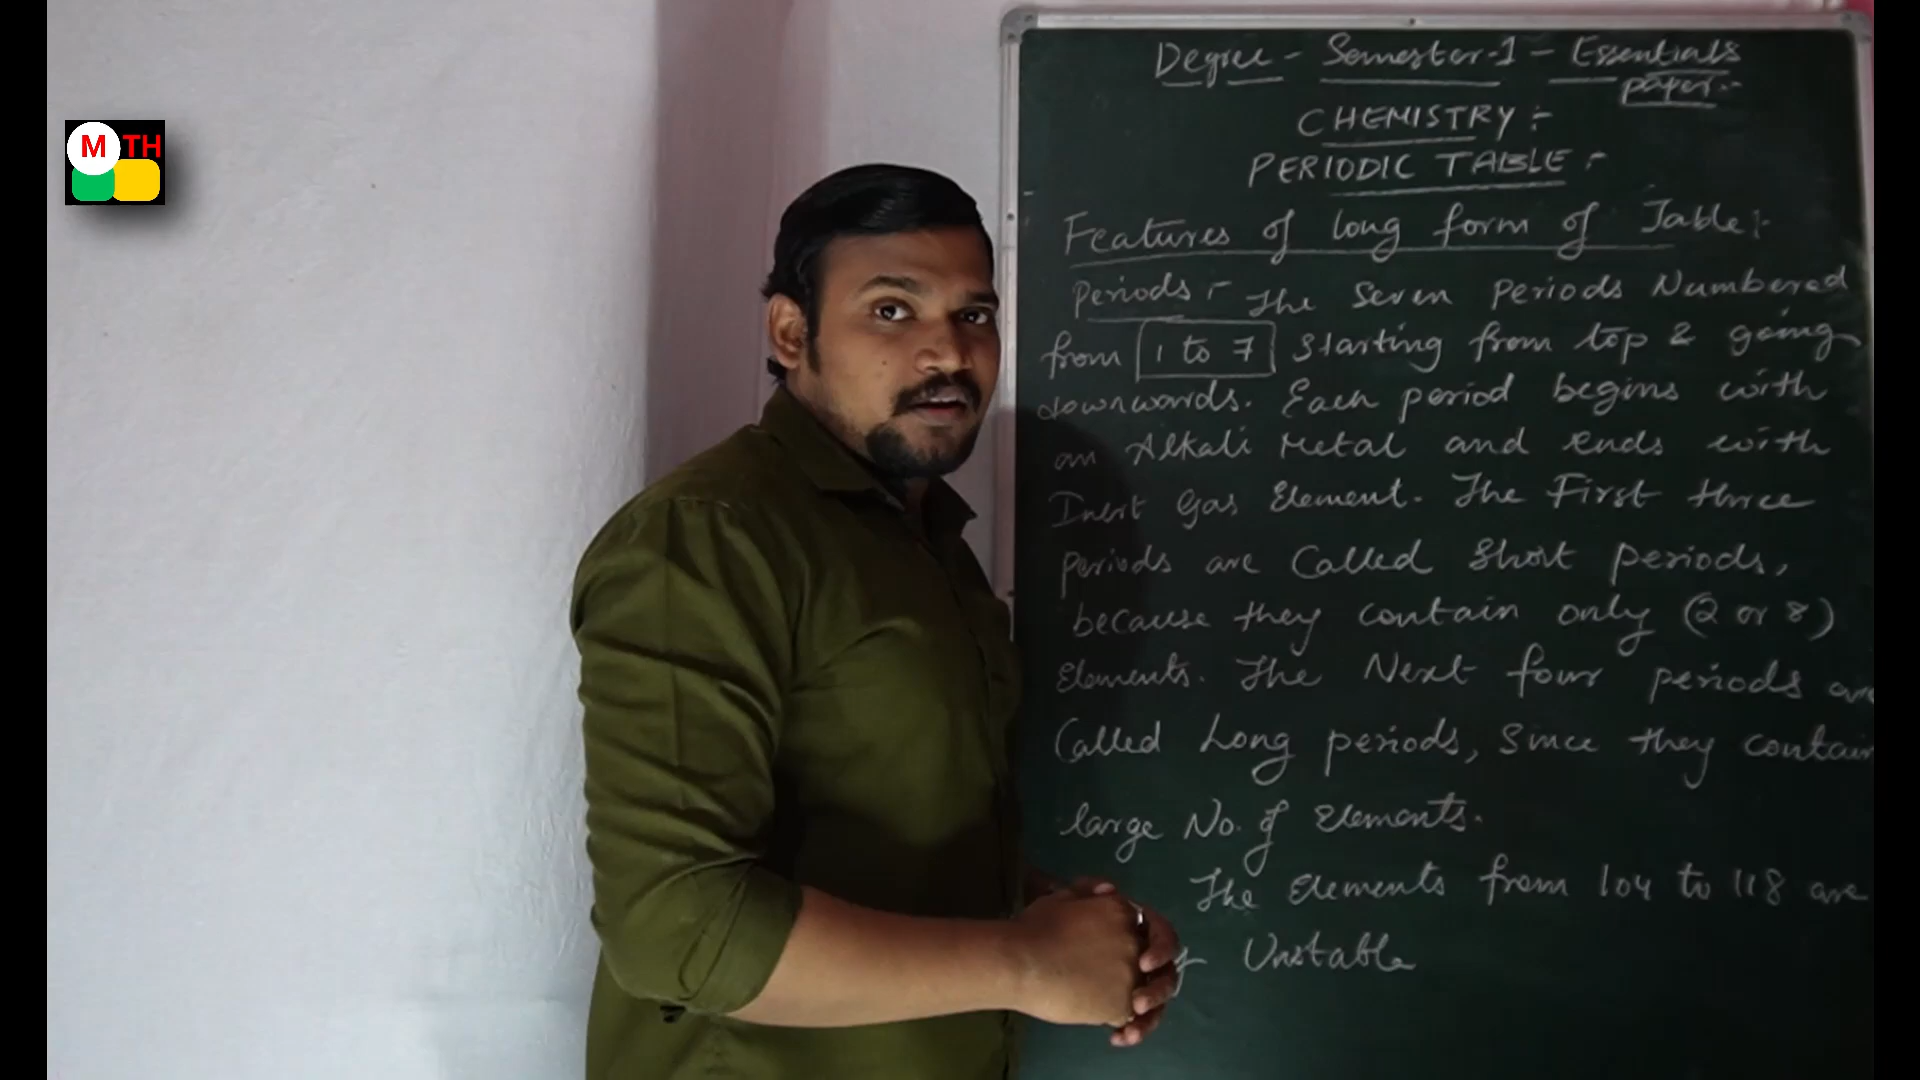 M TH
Degree - Semester-1 - Essentials
paper:-
CHEMISTRY :-
PERIODIC TABLE :-
Features of long form of Table:-
Periods :- The Seven Periods Numbered
from 1 to 7 Starting from top & going
downwards. Each period begins with
an Alkali Metal and ends with
Inert Gas Element. The First three
periods are Called Short Periods,
because they contain only (2 or 8)
Elements. The Next four periods are
Called Long periods, Since they contain
large No. of Elements.
The Elements from 104 to 118 are
Unstable